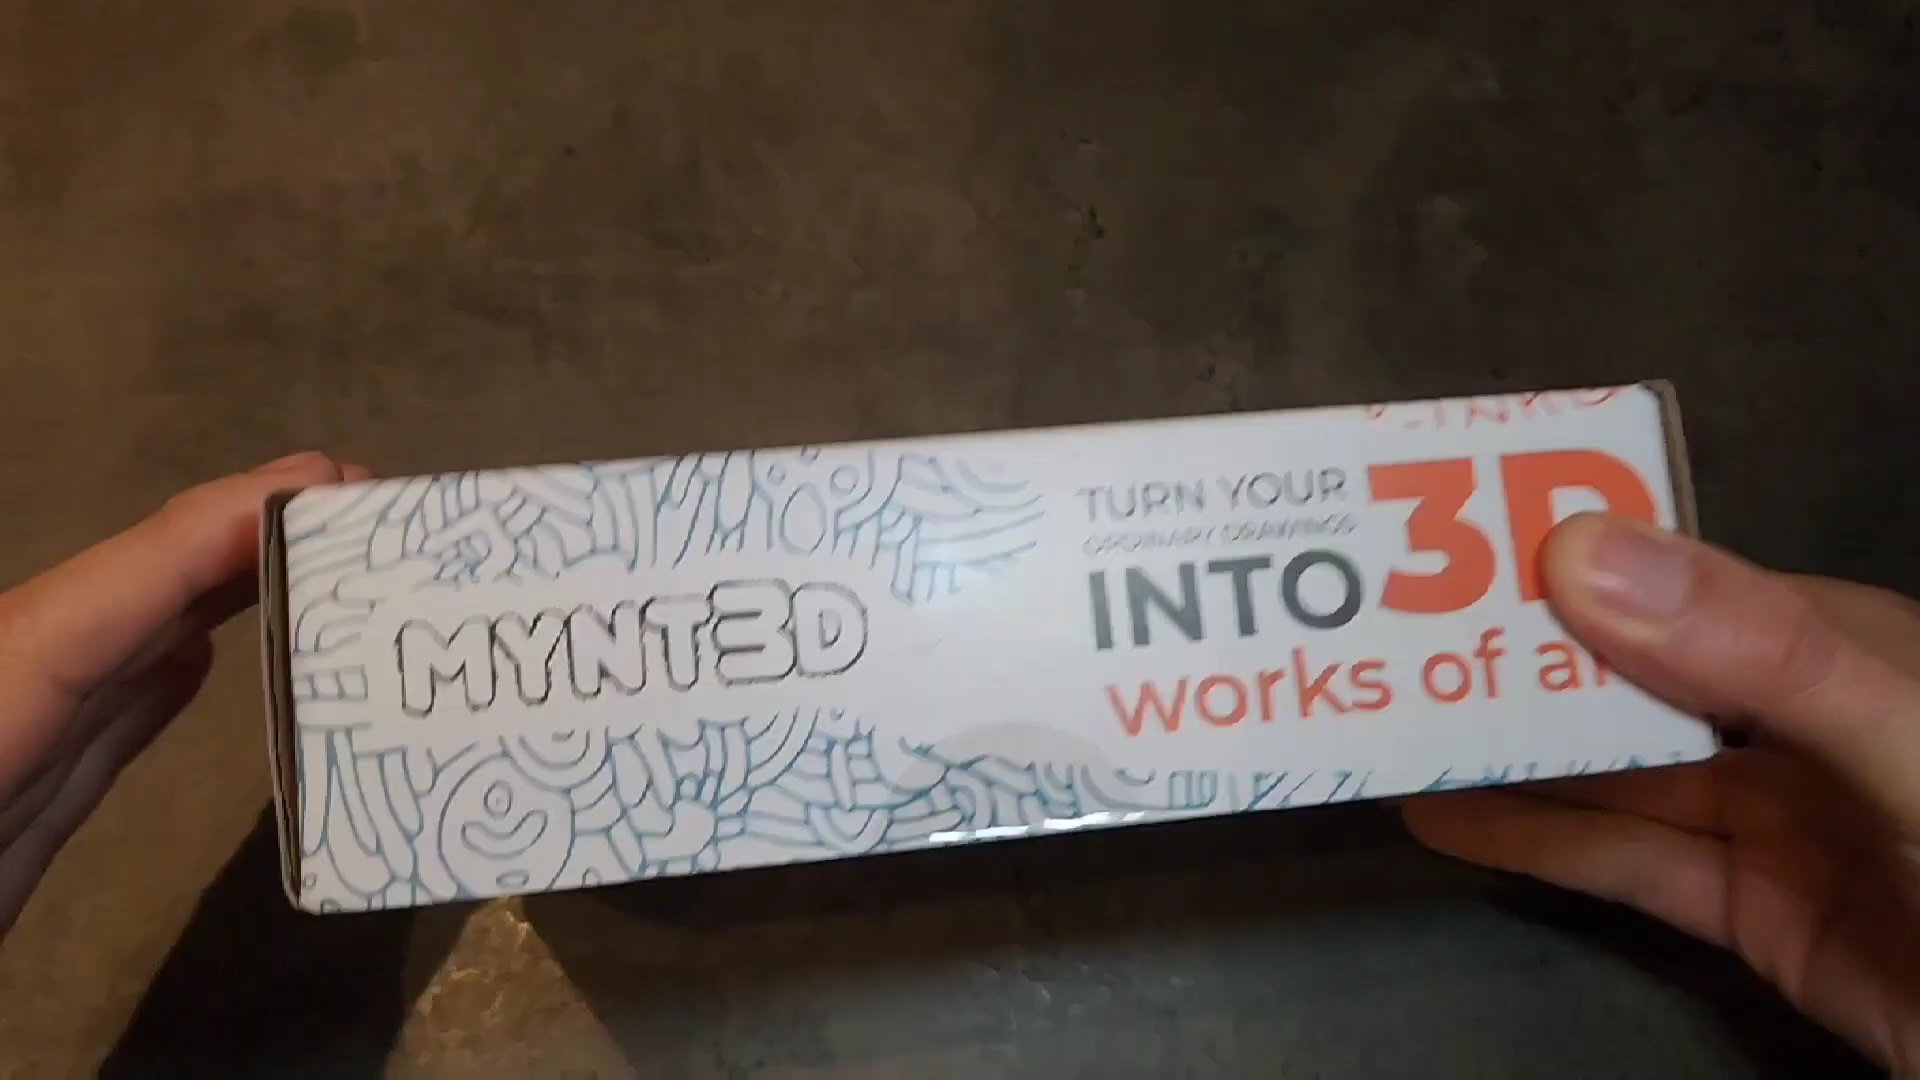 MYNT3D
TURN YOUR
ORDINARY DRAWINGS
INTO 3D
works of